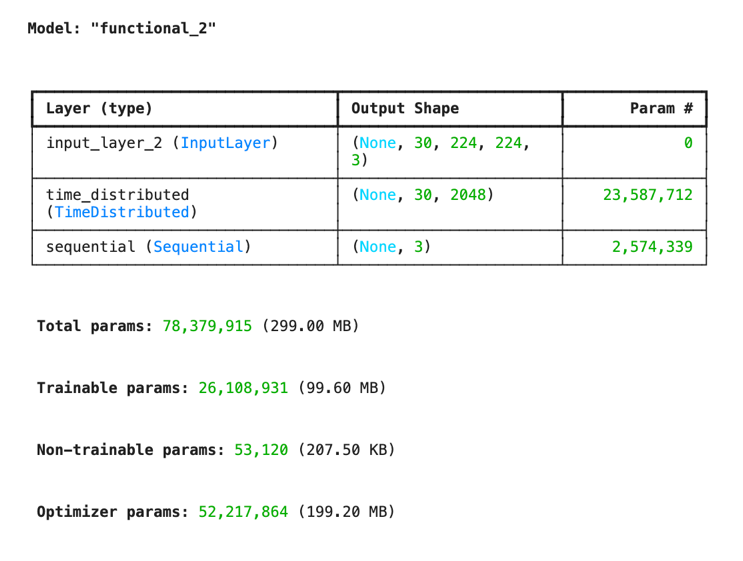 Model: "functional_2"
Layer (type) Output Shape Param #
input_layer_2 (InputLayer) (None, 30, 224, 224, 0
3)
time_distributed (None, 30, 2048) 23,587,712
(TimeDistributed)
sequential (Sequential) (None, 3) 2,574,339
Total params: 78,379,915 (299.00 MB)
Trainable params: 26,108,931 (99.60 MB)
Non-trainable params: 53,120 (207.50 KB)
Optimizer params: 52,217,864 (199.20 MB)